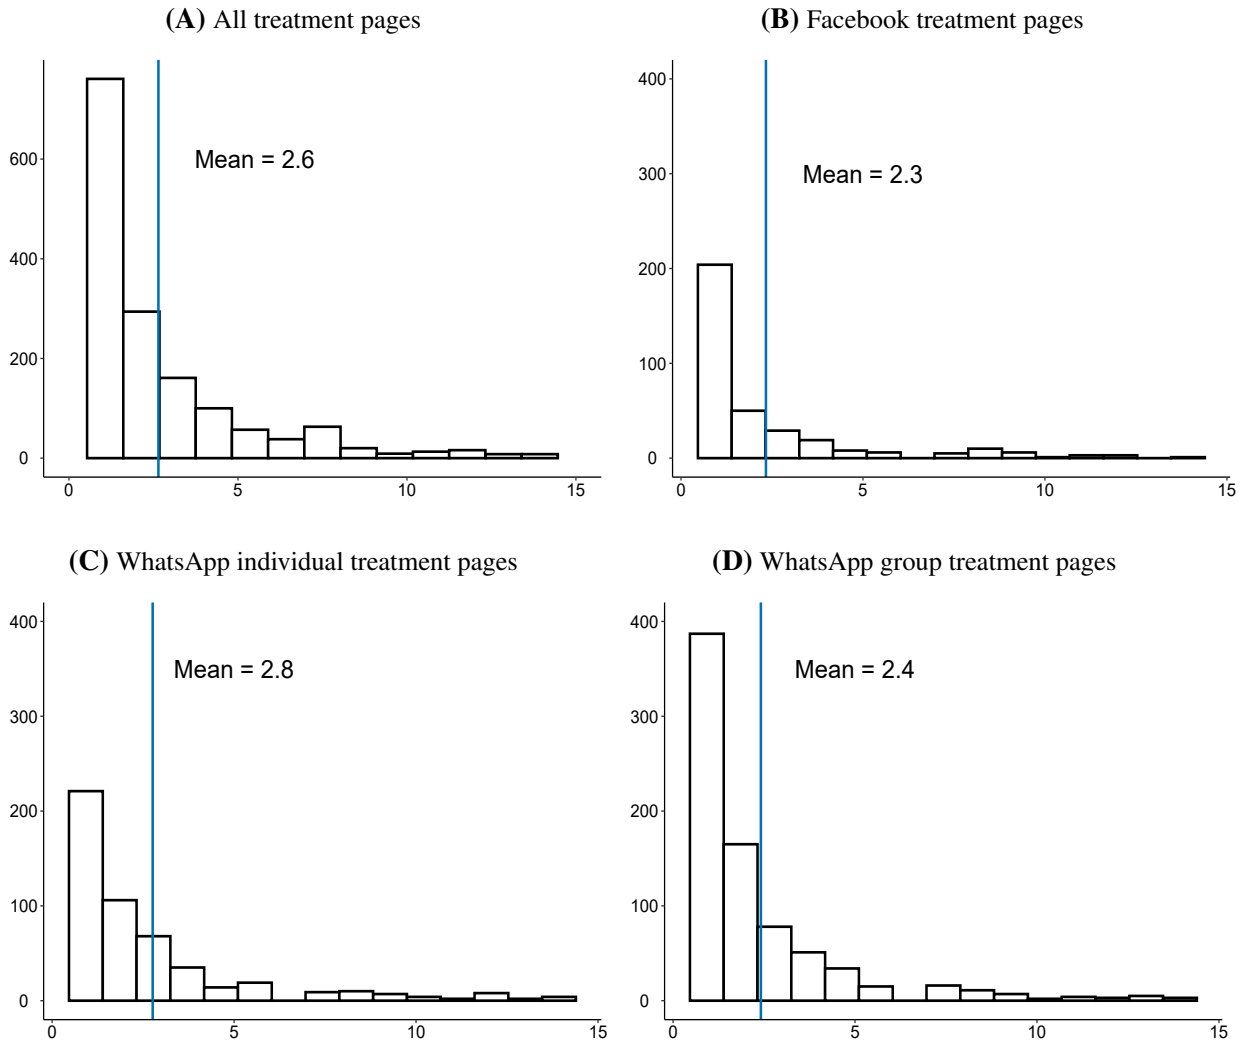 (A) All treatment pages
600
400
200
0
0 5 10 15
Mean = 2.6
(B) Facebook treatment pages
400
300
200
100
0
0 5 10 15
Mean = 2.3
(C) WhatsApp individual treatment pages
400
300
200
100
0
0 5 10 15
Mean = 2.8
(D) WhatsApp group treatment pages
400
300
200
100
0
0 5 10 15
Mean = 2.4